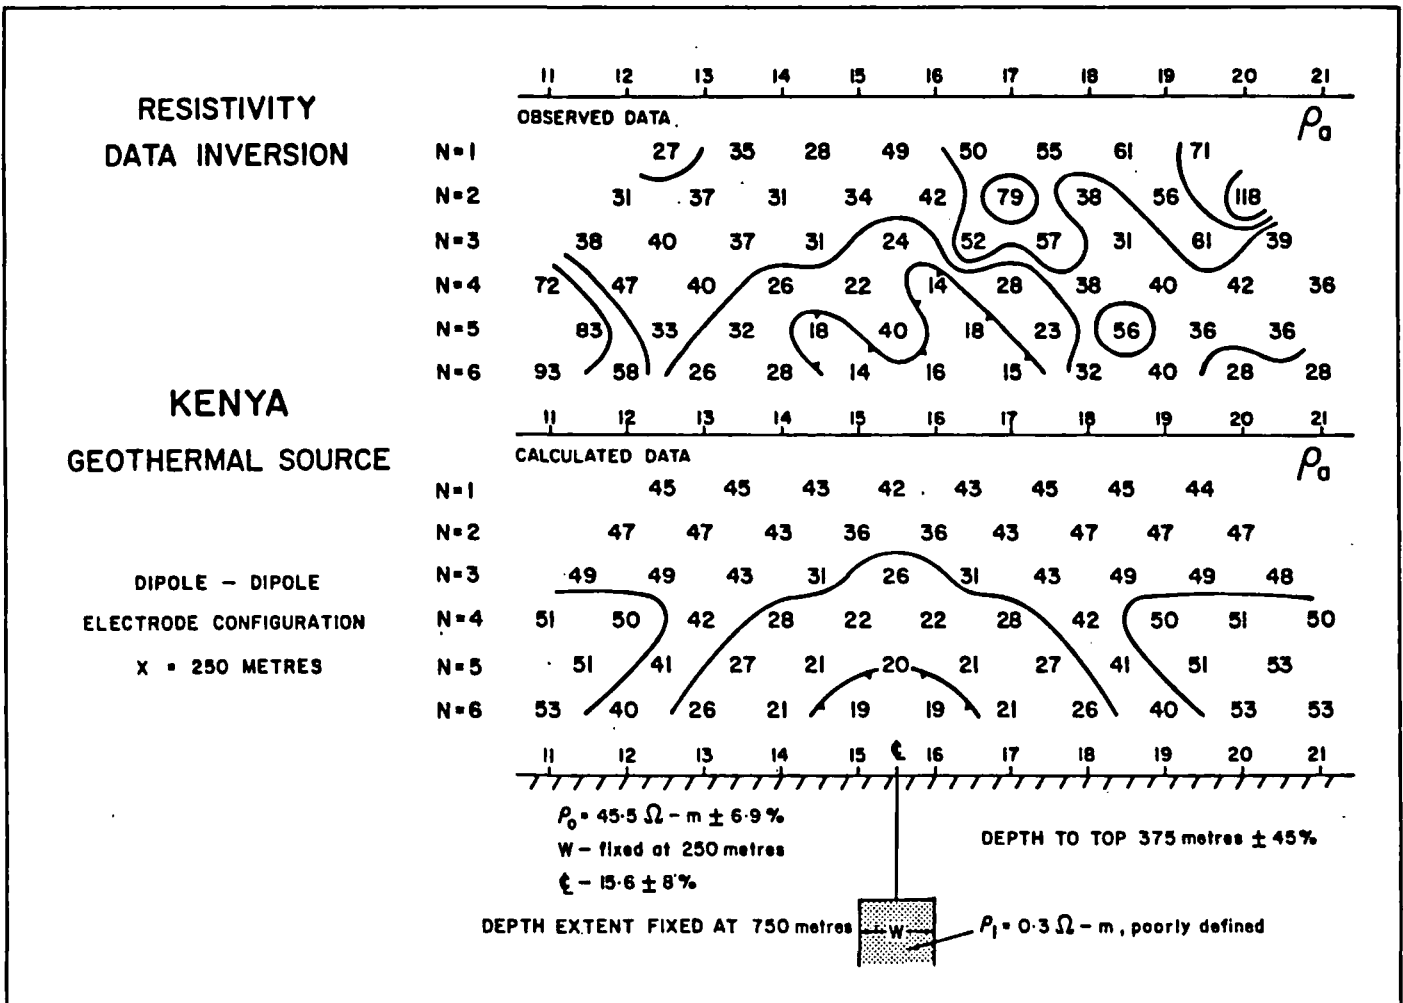 RESISTIVITY
DATA INVERSION
KENYA
GEOTHERMAL SOURCE
DIPOLE – DIPOLE
ELECTRODE CONFIGURATION
X = 250 METRES
11 12 13 14 15 16 17 18 19 20 21
OBSERVED DATA. ρa
N=1 27 35 28 49 50 55 61 71
N=2 31 37 31 34 42 79 38 56 118
N=3 38 40 37 31 24 52 57 31 61 39
N=4 72 47 40 26 22 14 28 38 40 42 36
N=5 83 33 32 18 40 18 23 56 36 36
N=6 93 58 26 28 14 16 15 32 40 28 28
11 12 13 14 15 16 17 18 19 20 21
CALCULATED DATA ρa
N=1 45 45 43 42 43 45 45 44
N=2 47 47 43 36 36 43 47 47 47
N=3 49 49 43 31 26 31 43 49 49 48
N=4 51 50 42 28 22 22 28 42 50 51 50
N=5 51 41 27 21 20 21 27 41 51 53
N=6 53 40 26 21 19 19 21 26 40 53 53
11 12 13 14 15 ℄ 16 17 18 19 20 21
ρo = 45·5 Ω – m ± 6·9 %
W – fixed at 250 metres
℄ – 15·6 ± 8 %
DEPTH TO TOP 375 metres ± 45%
DEPTH EXTENT FIXED AT 750 metres
W
ρ1 = 0·3 Ω – m , poorly defined